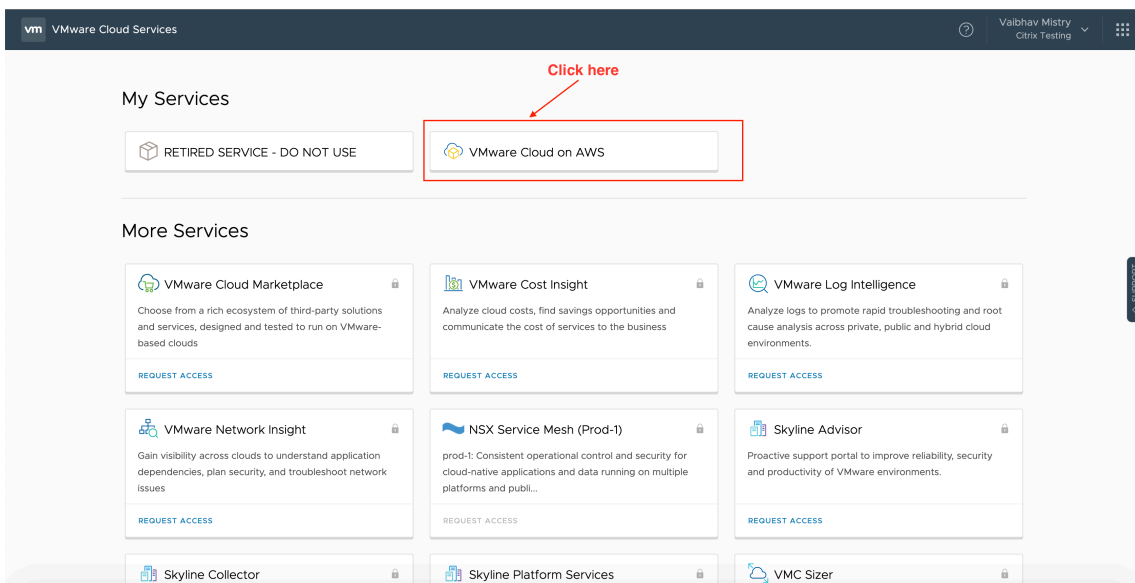 vm VMware Cloud Services
Vaibhav Mistry
Citrix Testing
Click here
My Services
RETIRED SERVICE - DO NOT USE
VMware Cloud on AWS
More Services
VMware Cloud Marketplace
Choose from a rich ecosystem of third-party solutions
and services, designed and tested to run on VMware-
based clouds
REQUEST ACCESS
VMware Cost Insight
Analyze cloud costs, find savings opportunities and
communicate the cost of services to the business
REQUEST ACCESS
VMware Log Intelligence
Analyze logs to promote rapid troubleshooting and root
cause analysis across private, public and hybrid cloud
environments.
REQUEST ACCESS
SUPPORT
VMware Network Insight
Gain visibility across clouds to understand application
dependencies, plan security, and troubleshoot network
issues
REQUEST ACCESS
NSX Service Mesh (Prod-1)
prod-1: Consistent operational control and security for
cloud-native applications and data running on multiple
platforms and publi...
REQUEST ACCESS
Skyline Advisor
Proactive support portal to improve reliability, security
and productivity of VMware environments.
REQUEST ACCESS
Skyline Collector
Skyline Platform Services
VMC Sizer